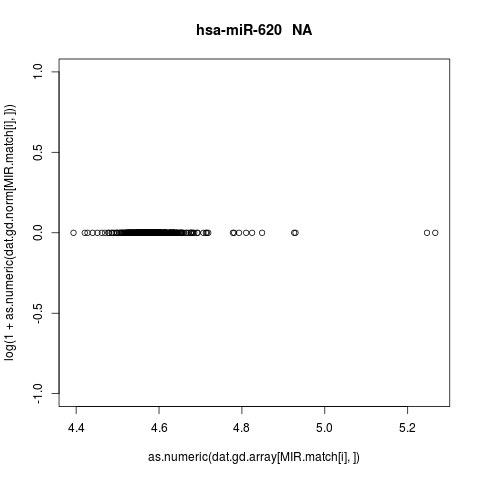 hsa-miR-620 NA
log(1 + as.numeric(dat.gd.norm[MIR.match[i], ]))
1.0
0.5
0.0
-0.5
-1.0
4.4 4.6 4.8 5.0 5.2
as.numeric(dat.gd.array[MIR.match[i], ])